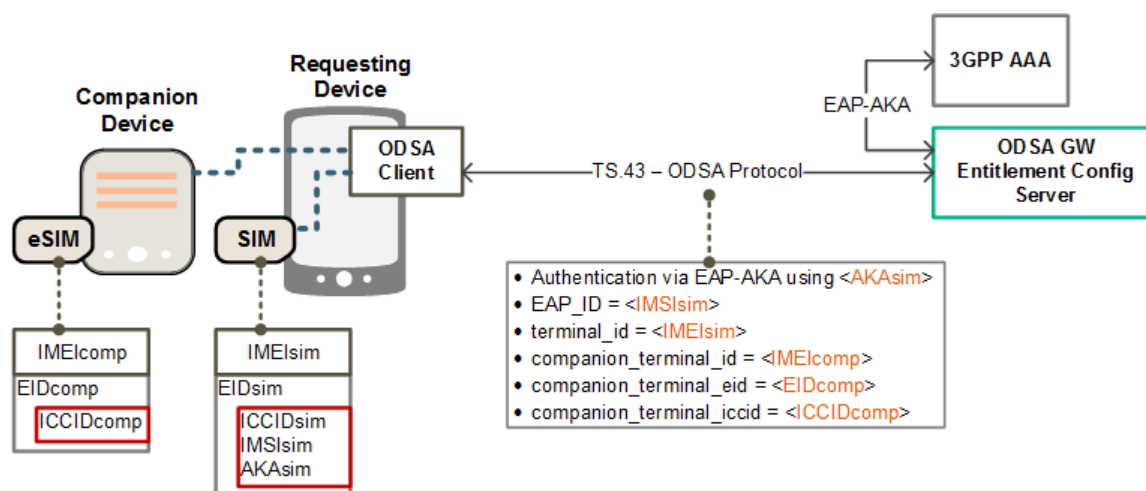 Requesting
Device
Companion
Device
3GPP AAA
EAP-AKA
ODSA
Client
TS.43 – ODSA Protocol
ODSA GW
Entitlement Config
Server
eSIM
SIM
• Authentication via EAP-AKA using <AKAsim>
• EAP_ID = <IMSIsim>
• terminal_id = <IMEIsim>
• companion_terminal_id = <IMEIcomp>
• companion_terminal_eid = <EIDcomp>
• companion_terminal_iccid = <ICCIDcomp>
IMEIcomp
EIDcomp
ICCIDcomp
IMEIsim
EIDsim
ICCIDsim
IMSIsim
AKAsim